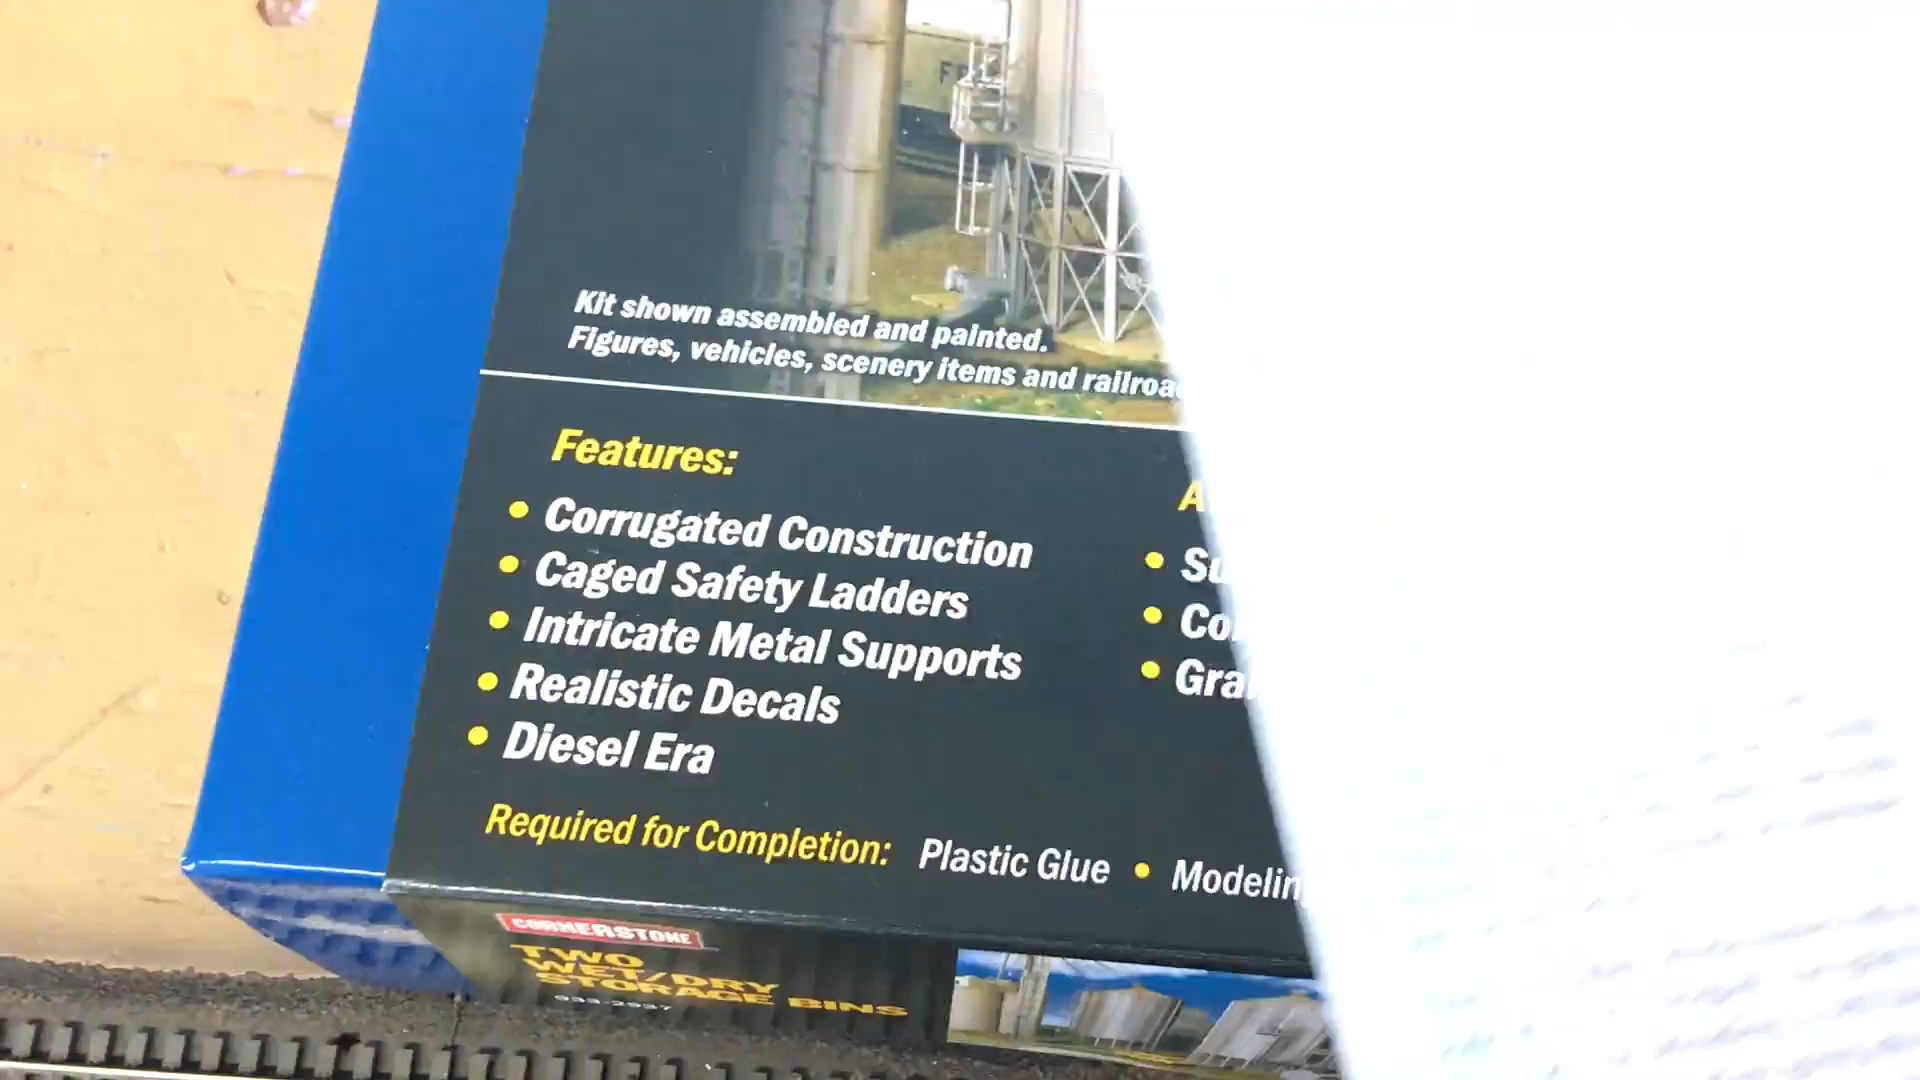 Kit shown assembled and painted.
Figures, vehicles, scenery items and railroa
Features:
• Corrugated Construction
• Caged Safety Ladders
• Intricate Metal Supports
• Realistic Decals
• Diesel Era
A
• Su
• Co
• Gra
Required for Completion: Plastic Glue • Modelin
CORNERSTONE
TWO
WET/DRY
STORAGE BINS
933-2937